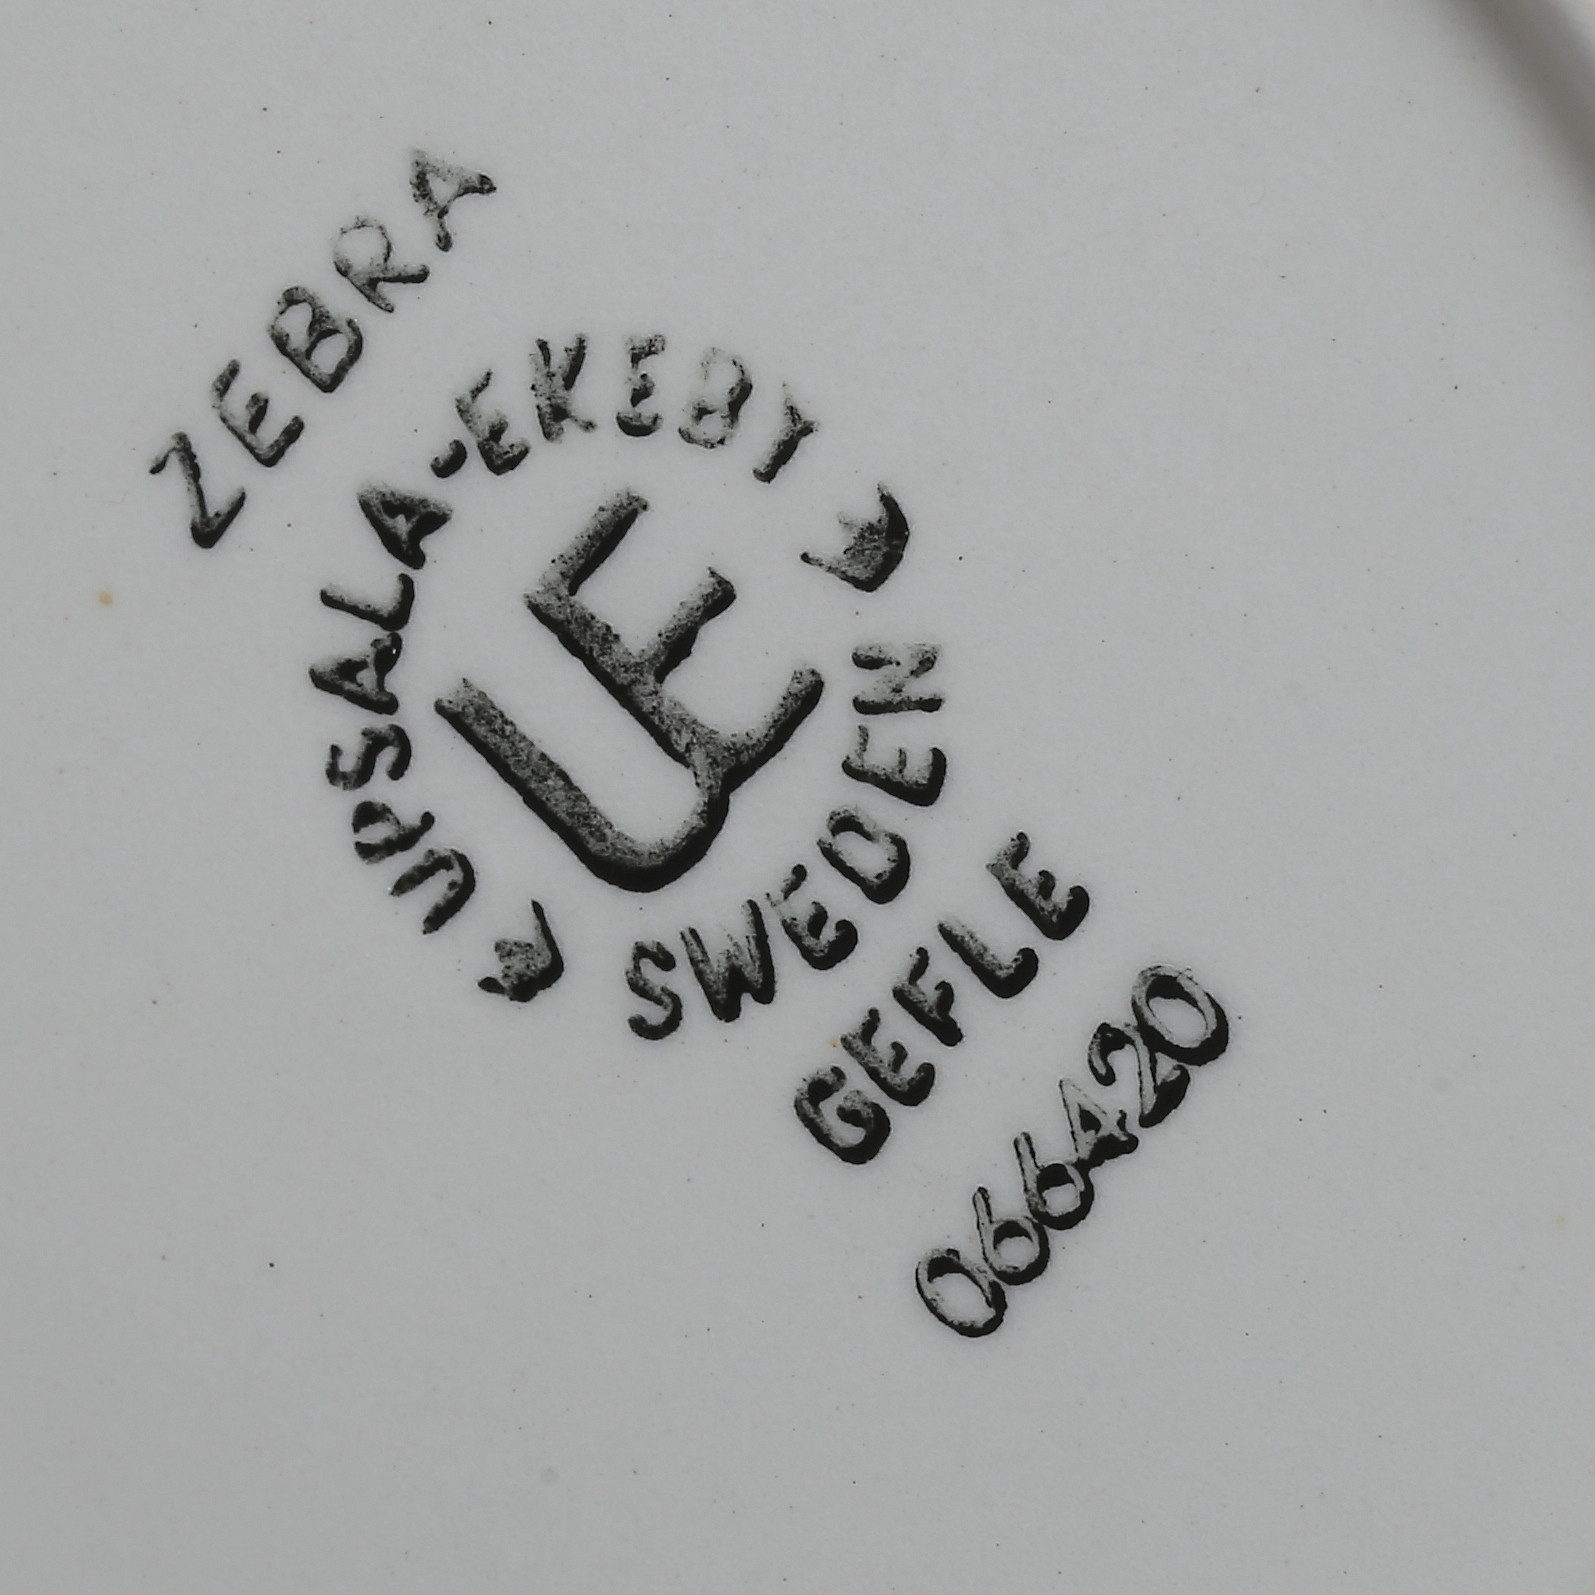 ZEBRA
UPSALA-EKEBY
UE
SWEDEN
GEFLE
066420